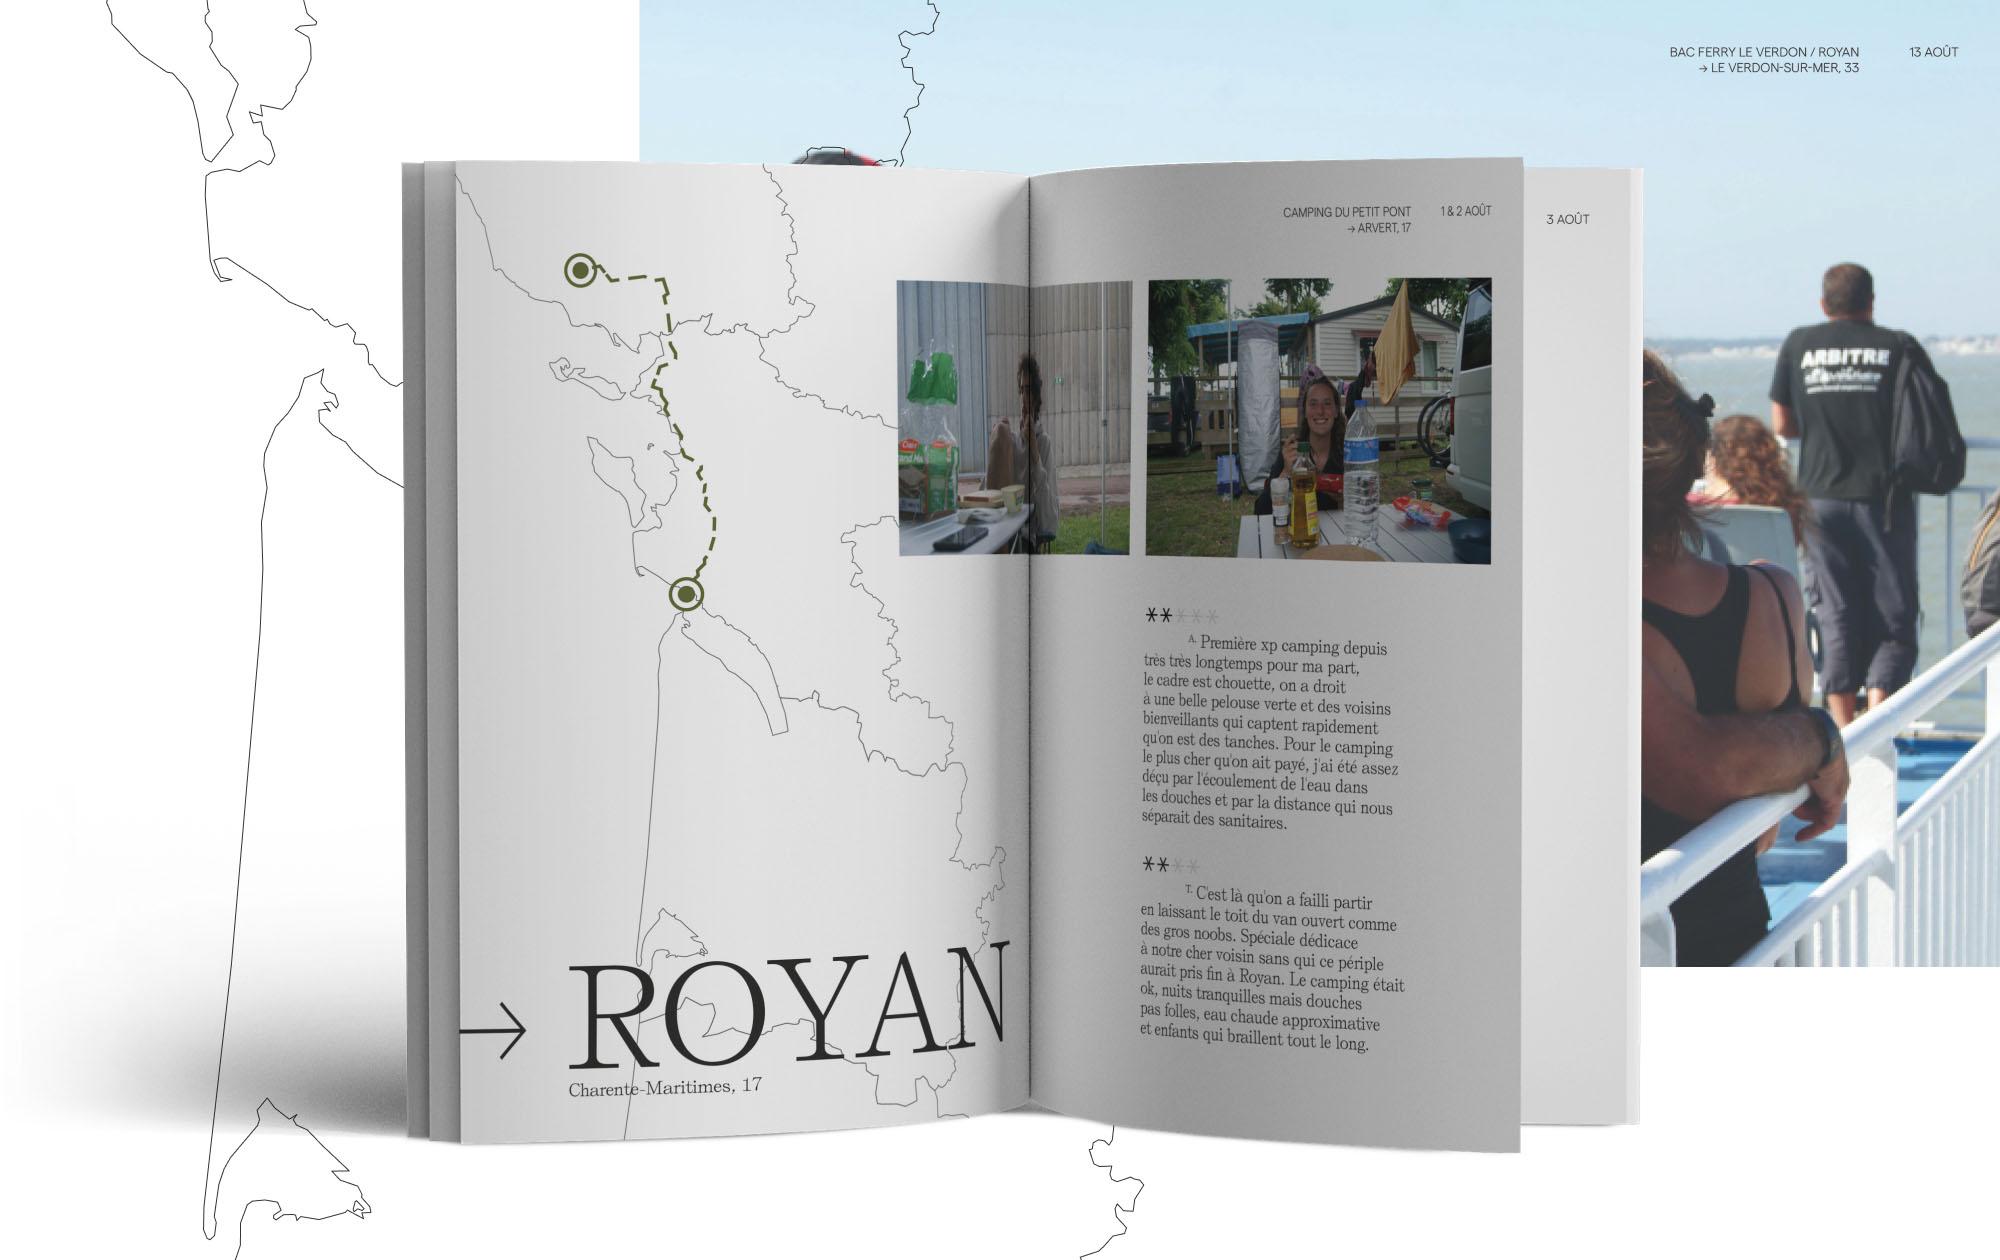 BAC FERRY LE VERDON / ROYAN
→ LE VERDON-SUR-MER, 33
13 AOÛT
CAMPING DU PETIT PONT
→ ARVERT, 17
1 & 2 AOÛT
3 AOÛT
ARBITRE
**
A. Première xp camping depuis
très très longtemps pour ma part,
le cadre est chouette, on a droit
à une belle pelouse verte et des voisins
bienveillants qui captent rapidement
qu'on est des tanches. Pour le camping
le plus cher qu'on ait payé, j'ai été assez
déçu par l'écoulement de l'eau dans
les douches et par la distance qui nous
séparait des sanitaires.
**
T. C'est là qu'on a failli partir
en laissant le toit du van ouvert comme
des gros noobs. Spéciale dédicace
à notre cher voisin sans qui ce périple
aurait pris fin à Royan. Le camping était
ok, nuits tranquilles mais douches
pas folles, eau chaude approximative
et enfants qui braillent tout le long.
→ ROYAN
Charente-Maritimes, 17